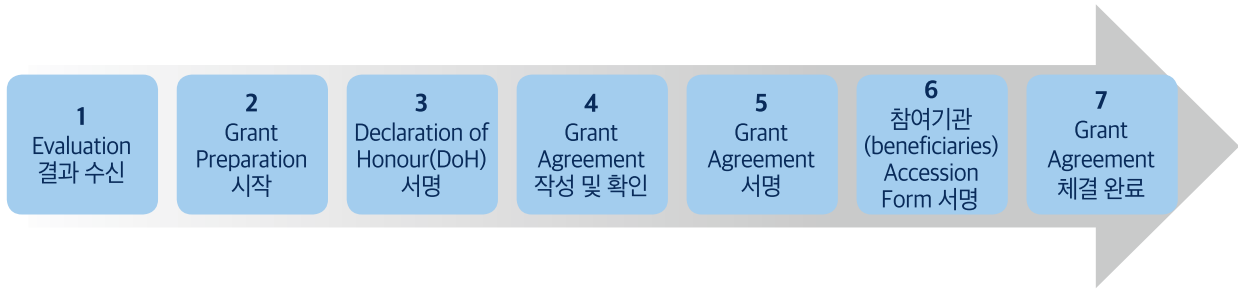 1
Evaluation
결과 수신
2
Grant
Preparation
시작
3
Declaration of
Honour(DoH)
서명
4
Grant
Agreement
작성 및 확인
5
Grant
Agreement
서명
6
참여기관
(beneficiaries)
Accession
Form 서명
7
Grant
Agreement
체결 완료